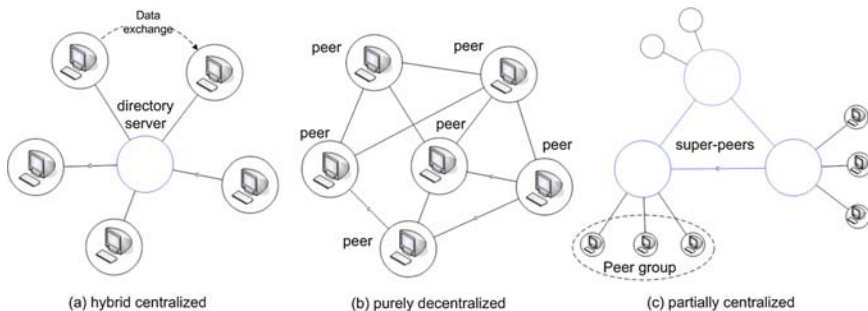 Data
exchange
directory
server
(a) hybrid centralized
peer
peer
peer
peer
peer
peer
(b) purely decentralized
super-peers
Peer group
(c) partially centralized